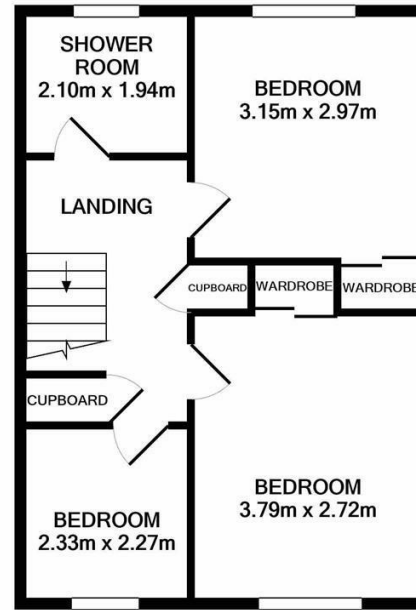 SHOWER
ROOM
2.10m x 1.94m
BEDROOM
3.15m x 2.97m
LANDING
CUPBOARD
WARDROBE
WARDROBE
CUPBOARD
BEDROOM
2.33m x 2.27m
BEDROOM
3.79m x 2.72m